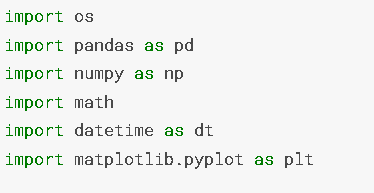 import os
import pandas as pd
import numpy as np
import math
import datetime as dt
import matplotlib.pyplot as plt